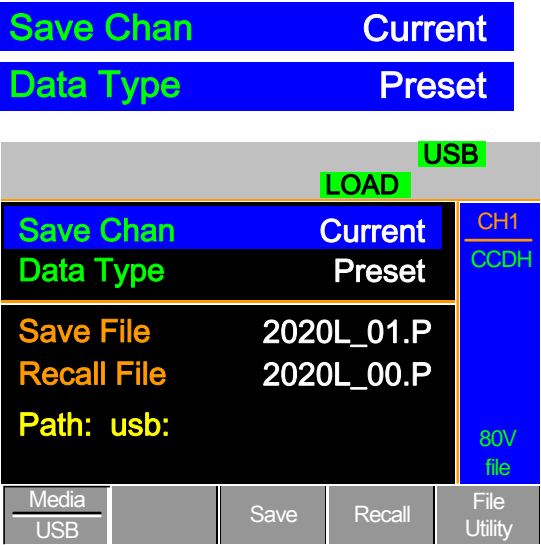 Save Chan Current
Data Type Preset
USB
LOAD
Save Chan Current
CH1
Data Type Preset
CCDH
Save File 2020L_01.P
Recall File 2020L_00.P
Path: usb:
80V
file
Media
USB
Save
Recall
File
Utility